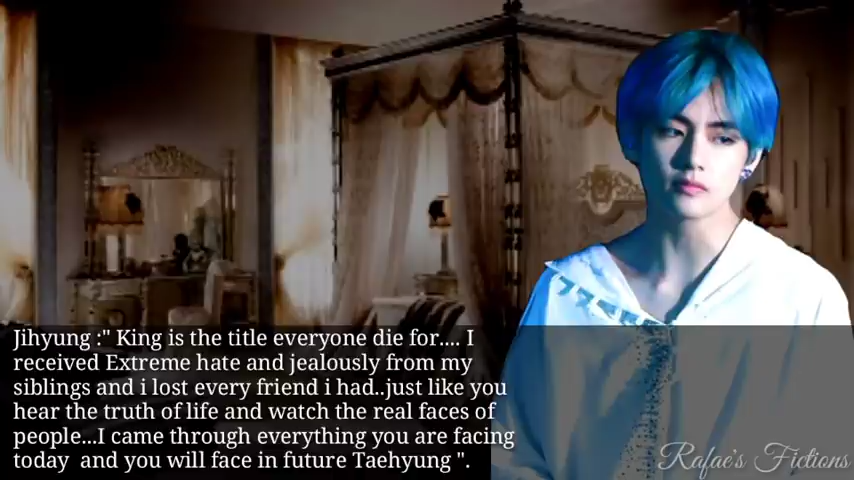 Jihyung :" King is the title everyone die for.... I
received Extreme hate and jealously from my
siblings and i lost every friend i had..just like you
hear the truth of life and watch the real faces of
people...I came through everything you are facing
today  and you will face in future Taehyung ".
Rafae's Fictions